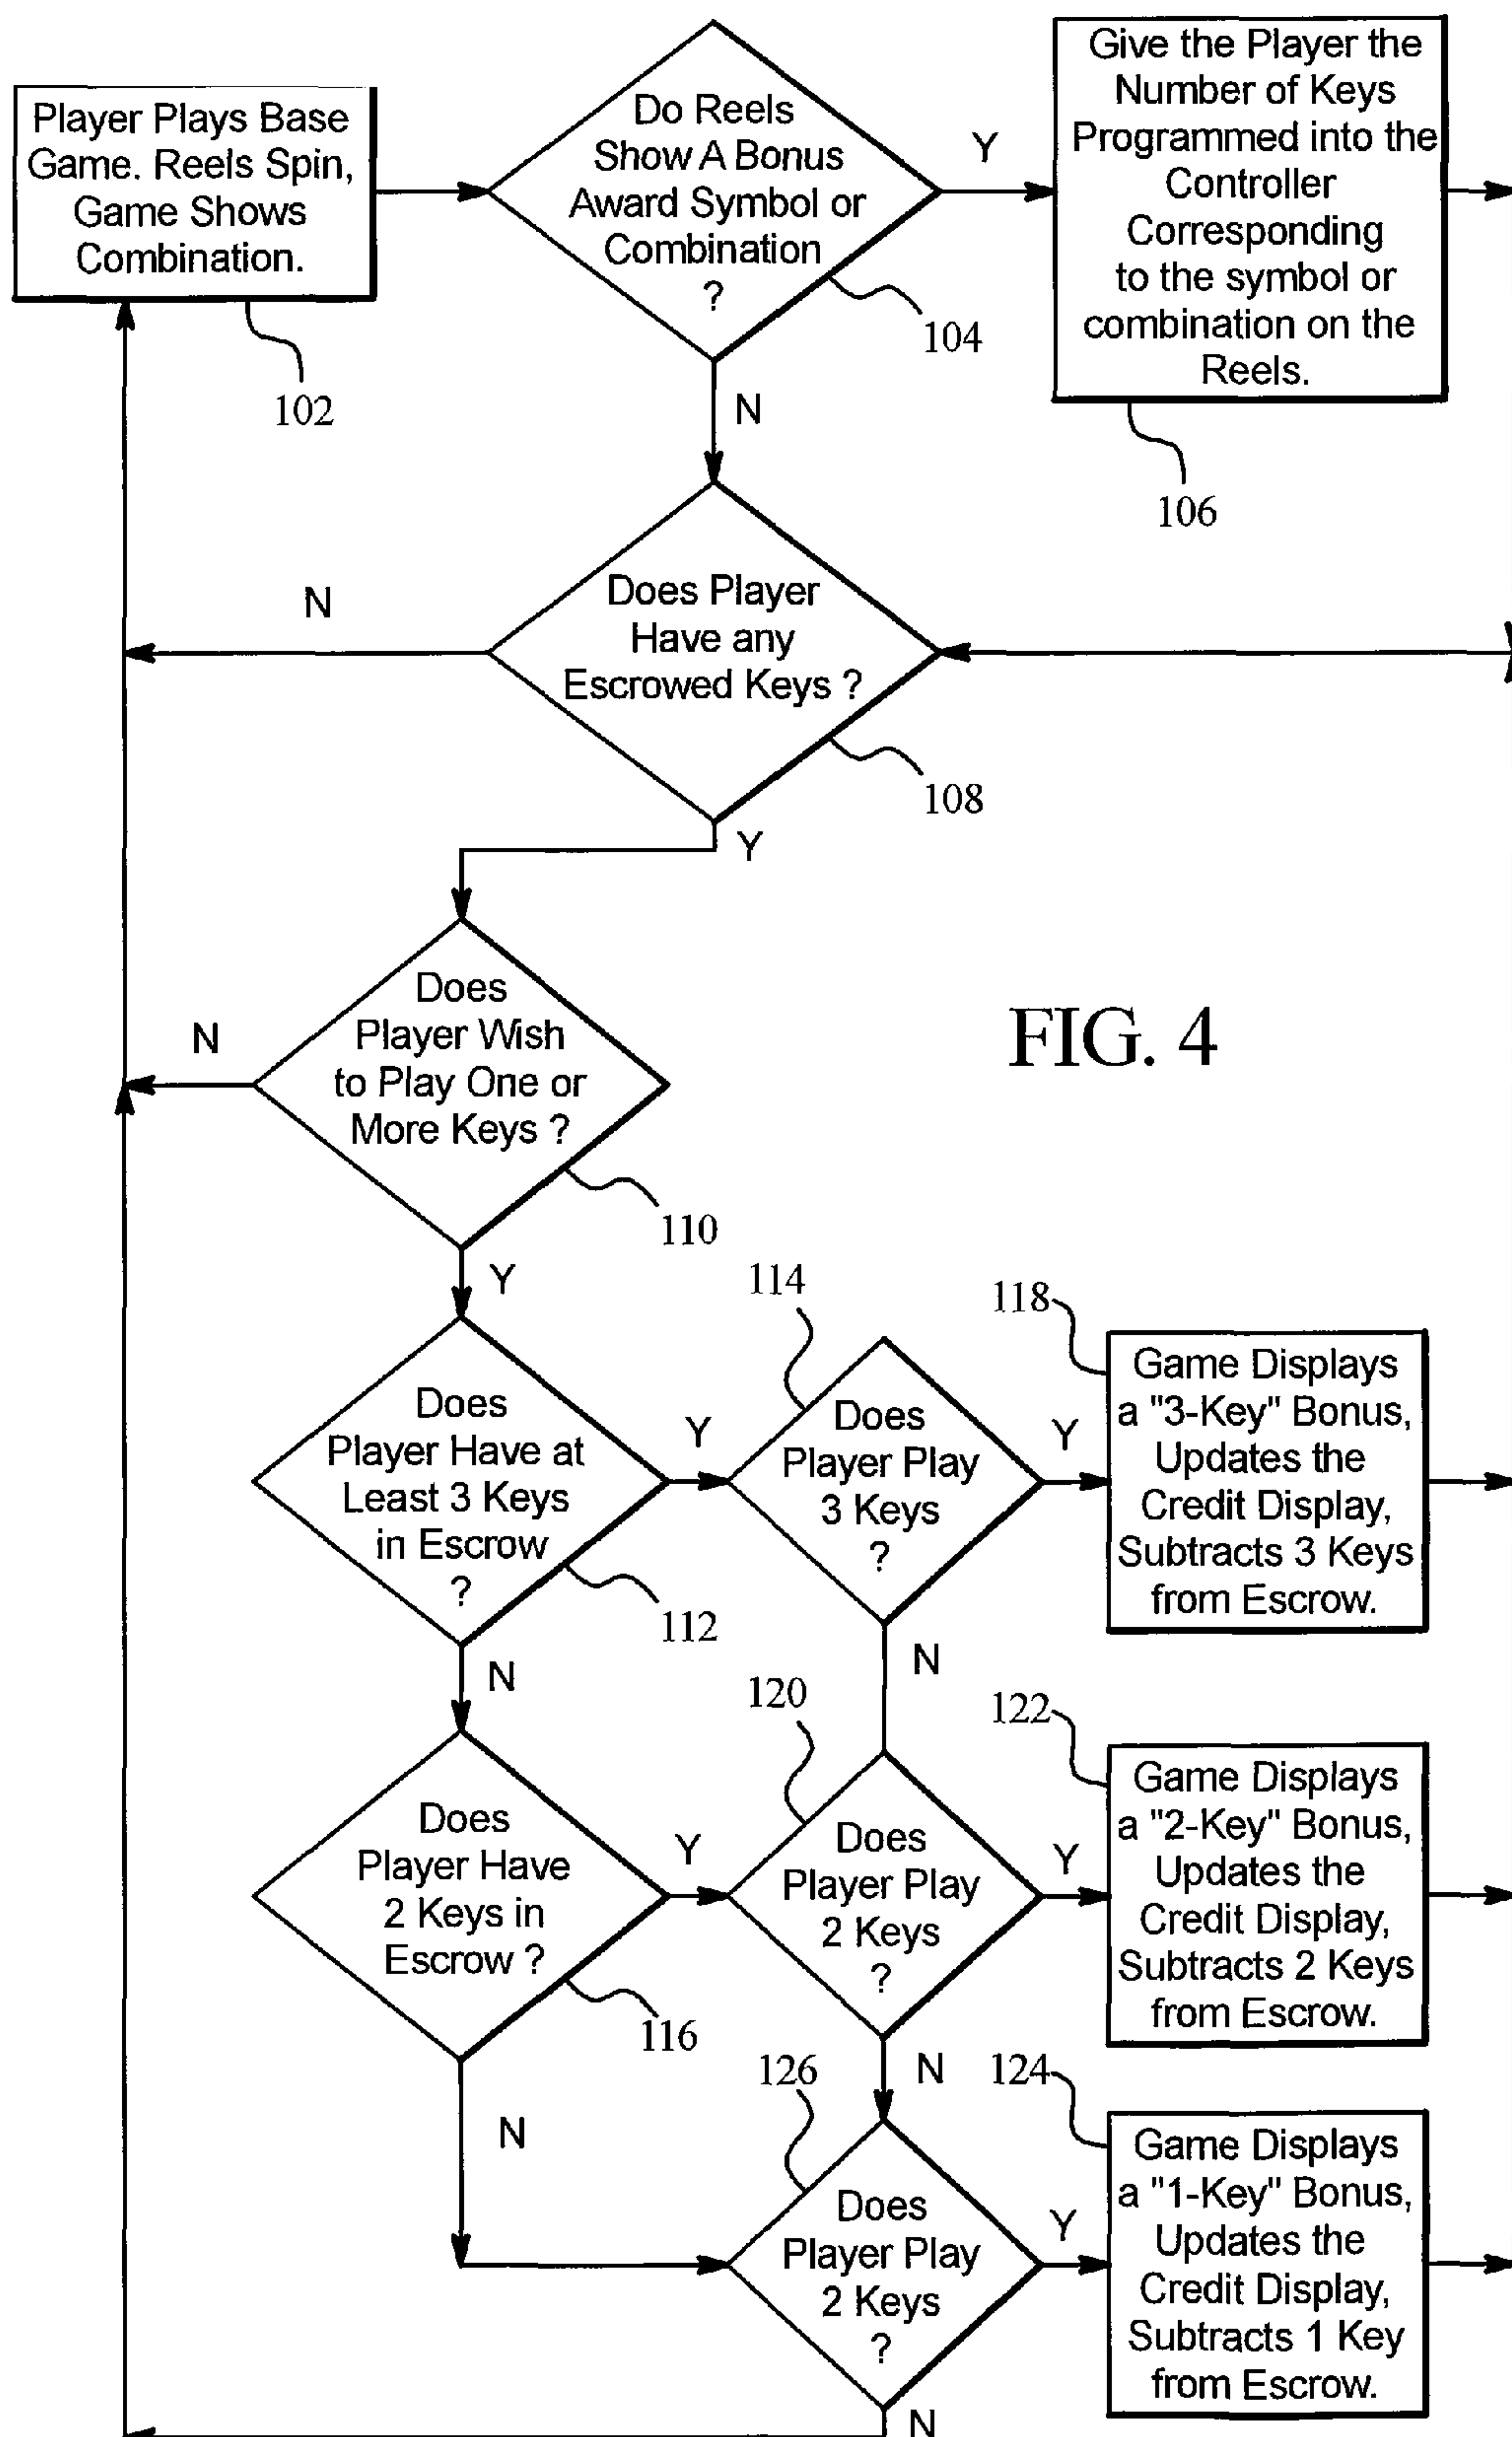 Player Plays Base
Game. Reels Spin,
Game Shows
Combination.
102
Do Reels
Show A Bonus
Award Symbol or
Combination
?
104
Y
N
Give the Player the
Number of Keys
Programmed into the
Controller
Corresponding
to the symbol or
combination on the
Reels.
106
Does Player
Have any
Escrowed Keys ?
108
N
Y
Does
Player Wish
to Play One or
More Keys ?
110
N
Y
FIG. 4
Does
Player Have at
Least 3 Keys
in Escrow
?
112
Y
N
114
Does
Player Play
3 Keys
?
Y
N
118
Game Displays
a "3-Key" Bonus,
Updates the
Credit Display,
Subtracts 3 Keys
from Escrow.
Does
Player Have
2 Keys in
Escrow ?
116
Y
N
120
Does
Player Play
2 Keys
?
Y
N
122
Game Displays
a "2-Key" Bonus,
Updates the
Credit Display,
Subtracts 2 Keys
from Escrow.
126
Does
Player Play
2 Keys
?
Y
N
124
Game Displays
a "1-Key" Bonus,
Updates the
Credit Display,
Subtracts 1 Key
from Escrow.